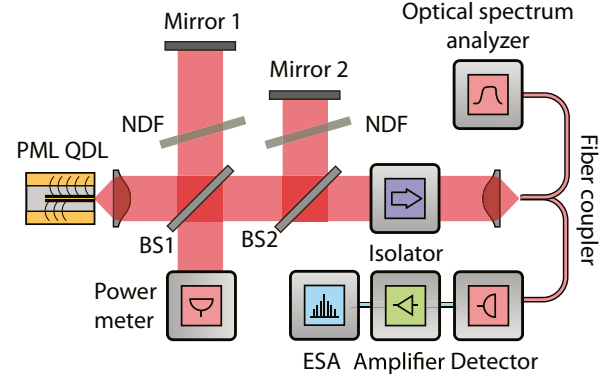 Mirror 1
Optical spectrum
analyzer
Mirror 2
NDF
NDF
PML QDL
BS1
BS2
Isolator
Fiber coupler
Power
meter
ESA
Amplifier
Detector